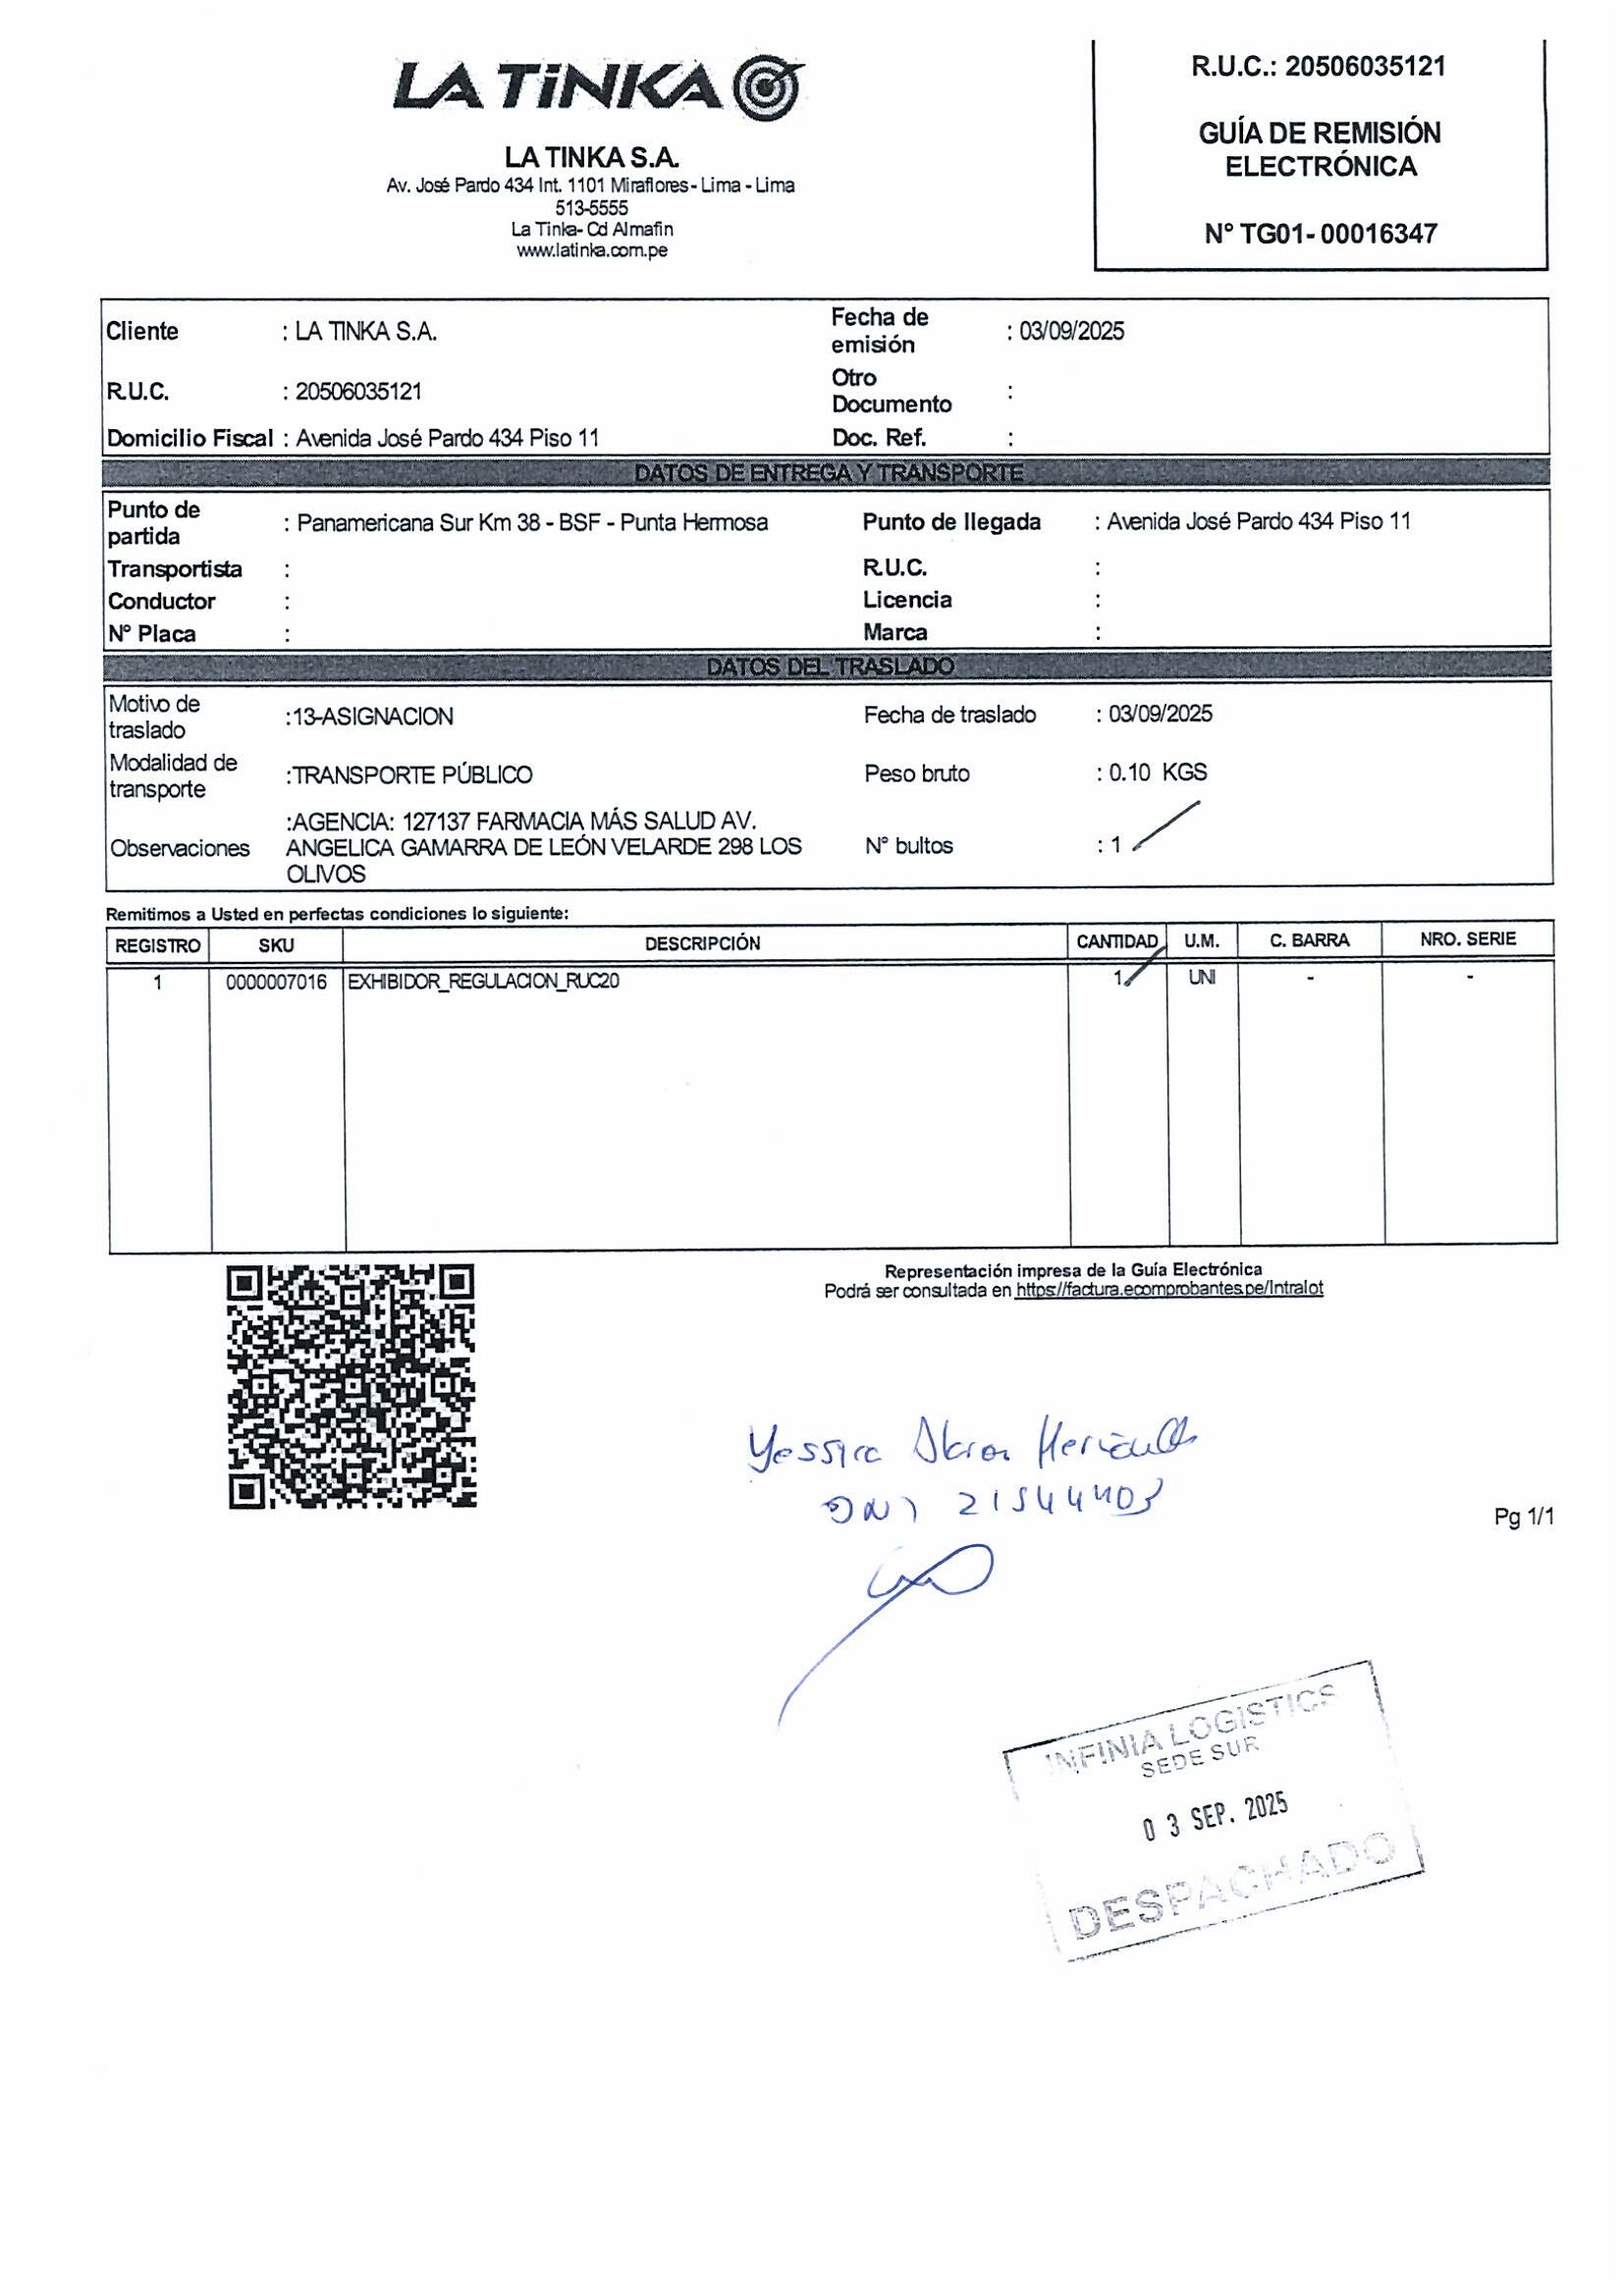 LA TiNKA
LA TINKA S.A.
Av. José Pardo 434 Int. 1101 Miraflores - Lima - Lima
513-5555
La Tinka- Cd Almafin
www.latinka.com.pe
R.U.C.: 20506035121
GUÍA DE REMISIÓN
ELECTRÓNICA
N° TG01- 00016347
Cliente : LA TINKA S.A.
Fecha de emisión : 03/09/2025
R.U.C. : 20506035121
Otro Documento :
Domicilio Fiscal : Avenida José Pardo 434 Piso 11
Doc. Ref. :
DATOS DE ENTREGA Y TRANSPORTE
Punto de partida : Panamericana Sur Km 38 - BSF - Punta Hermosa
Punto de llegada : Avenida José Pardo 434 Piso 11
Transportista :
R.U.C. :
Conductor :
Licencia :
N° Placa :
Marca :
DATOS DEL TRASLADO
Motivo de traslado :13-ASIGNACION
Fecha de traslado : 03/09/2025
Modalidad de transporte :TRANSPORTE PÚBLICO
Peso bruto : 0.10 KGS
Observaciones :AGENCIA: 127137 FARMACIA MÁS SALUD AV.
ANGELICA GAMARRA DE LEÓN VELARDE 298 LOS
OLIVOS
N° bultos : 1
Remitimos a Usted en perfectas condiciones lo siguiente:
REGISTRO SKU DESCRIPCIÓN CANTIDAD U.M. C. BARRA NRO. SERIE
1 0000007016 EXHIBIDOR_REGULACION_RUC20 1 UNI - -
Representación impresa de la Guía Electrónica
Podrá ser consultada en https://factura.ecomprobantes.pe/Intralot
Yessica
DNI 21544403
Pg 1/1
INFINIA LOGISTICS
SEDE SUR
03 SEP. 2025
DESPACHADO